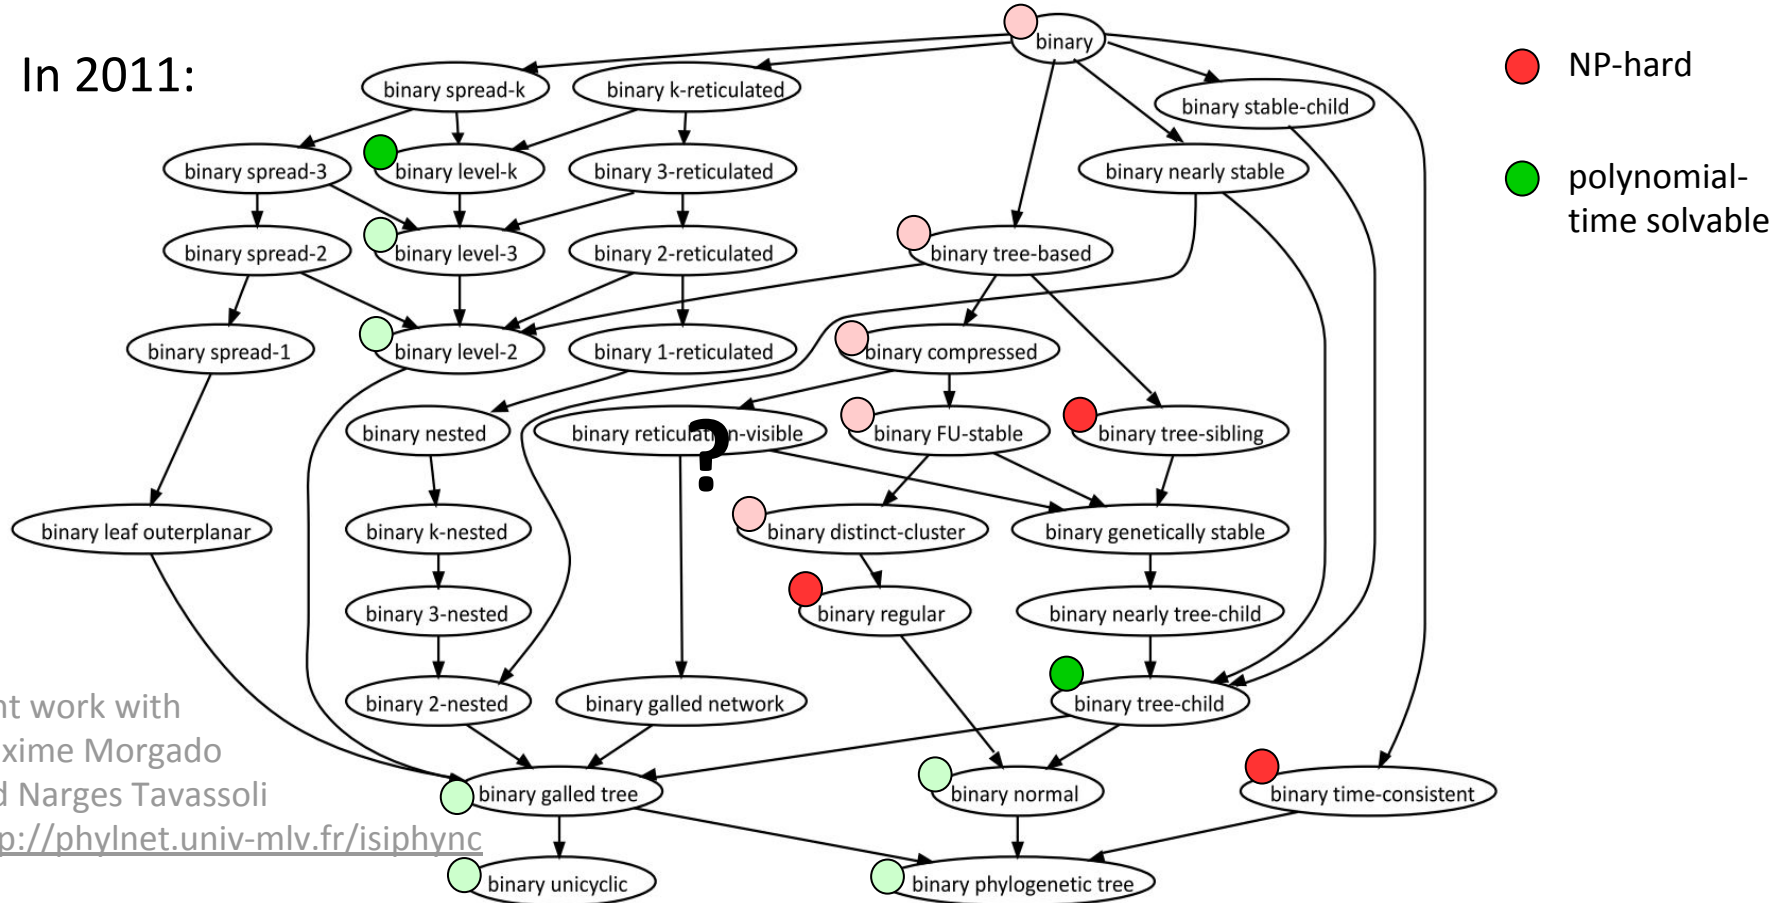 In 2011:
binary
NP-hard
binary spread-k
binary k-reticulated
binary stable-child
binary spread-3
binary level-k
binary 3-reticulated
binary nearly stable
polynomial-
time solvable
binary spread-2
binary level-3
binary 2-reticulated
binary tree-based
binary spread-1
binary level-2
binary 1-reticulated
binary compressed
binary nested
binary reticulation-visible
?
binary FU-stable
binary tree-sibling
binary leaf outerplanar
binary k-nested
binary distinct-cluster
binary genetically stable
binary 3-nested
binary regular
binary nearly tree-child
binary 2-nested
binary galled network
binary tree-child
nt work with
xime Morgado
d Narges Tavassoli
p://phylnet.univ-mlv.fr/isiphync
binary galled tree
binary normal
binary time-consistent
binary unicyclic
binary phylogenetic tree